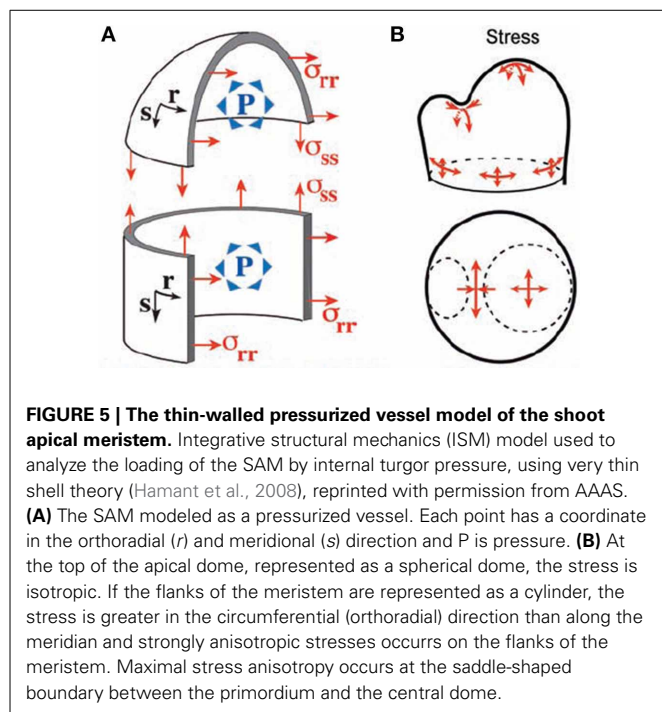 A
B
Stress
σrr
s
r
P
σss
σss
s
r
P
σrr
σrr
FIGURE 5 | The thin-walled pressurized vessel model of the shoot
apical meristem. Integrative structural mechanics (ISM) model used to
analyze the loading of the SAM by internal turgor pressure, using very thin
shell theory (Hamant et al., 2008), reprinted with permission from AAAS.
(A) The SAM modeled as a pressurized vessel. Each point has a coordinate
in the orthoradial (r) and meridional (s) direction and P is pressure. (B) At
the top of the apical dome, represented as a spherical dome, the stress is
isotropic. If the flanks of the meristem are represented as a cylinder, the
stress is greater in the circumferential (orthoradial) direction than along the
meridian and strongly anisotropic stresses occurrs on the flanks of the
meristem. Maximal stress anisotropy occurs at the saddle-shaped
boundary between the primordium and the central dome.